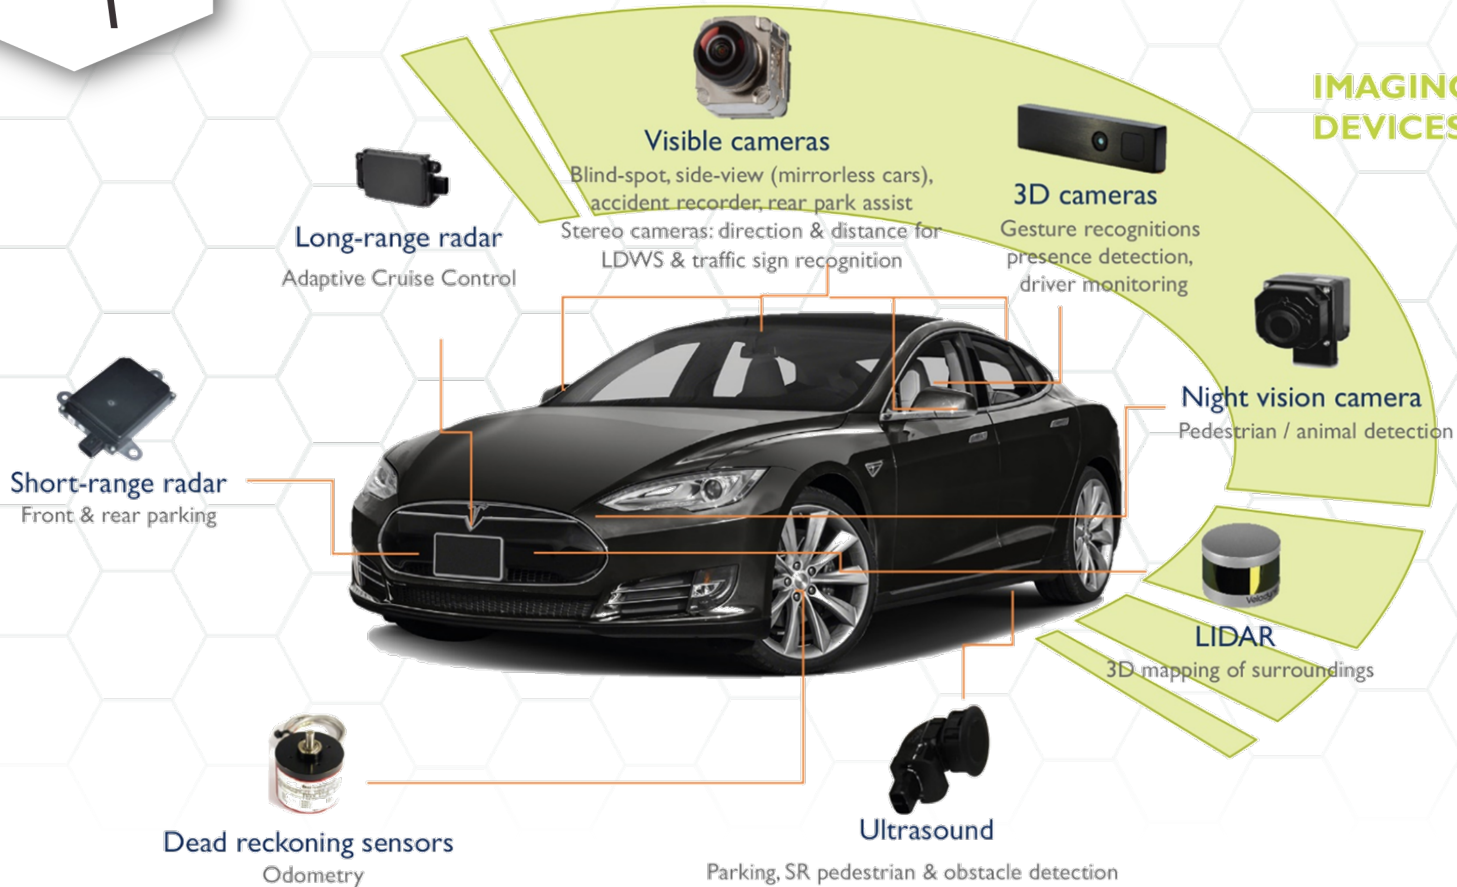 IMAGING
DEVICES
Visible cameras
Blind-spot, side-view (mirrorless cars),
accident recorder, rear park assist
Stereo cameras: direction & distance for
LDWS & traffic sign recognition
3D cameras
Gesture recognitions
presence detection,
driver monitoring
Long-range radar
Adaptive Cruise Control
Night vision camera
Pedestrian / animal detection
Short-range radar
Front & rear parking
LIDAR
3D mapping of surroundings
Dead reckoning sensors
Odometry
Ultrasound
Parking, SR pedestrian & obstacle detection